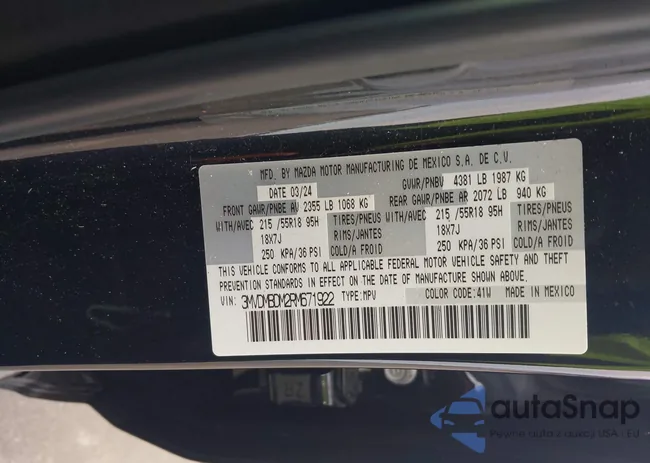 MFD. BY MAZDA MOTOR MANUFACTURING DE MEXICO S.A. DE C.V.
DATE 03/24 GVWR/PNBV 4381 LB 1987 KG
FRONT GAWR/PNBE AV 2355 LB 1068 KG REAR GAWR/PNBE AR 2072 LB 940 KG
WITH/AVEC 215 /55R18 95H TIRES/PNEUS WITH/AVEC 215 /55R18 95H TIRES/PNEUS
18X7J RIMS/JANTES 18X7J RIMS/JANTES
250 KPA/36 PSI COLD/A FROID 250 KPA/36 PSI COLD/A FROID
THIS VEHICLE CONFORMS TO ALL APPLICABLE FEDERAL MOTOR VEHICLE SAFETY AND THEFT
PREVENTION STANDARDS IN EFFECT ON THE DATE OF MANUFACTURE SHOWN ABOVE.
VIN: 3MVDMBDM2RM671922 TYPE: MPV COLOR CODE: 41W MADE IN MEXICO
autoSnap
Pewne auta z aukcji USA i EU